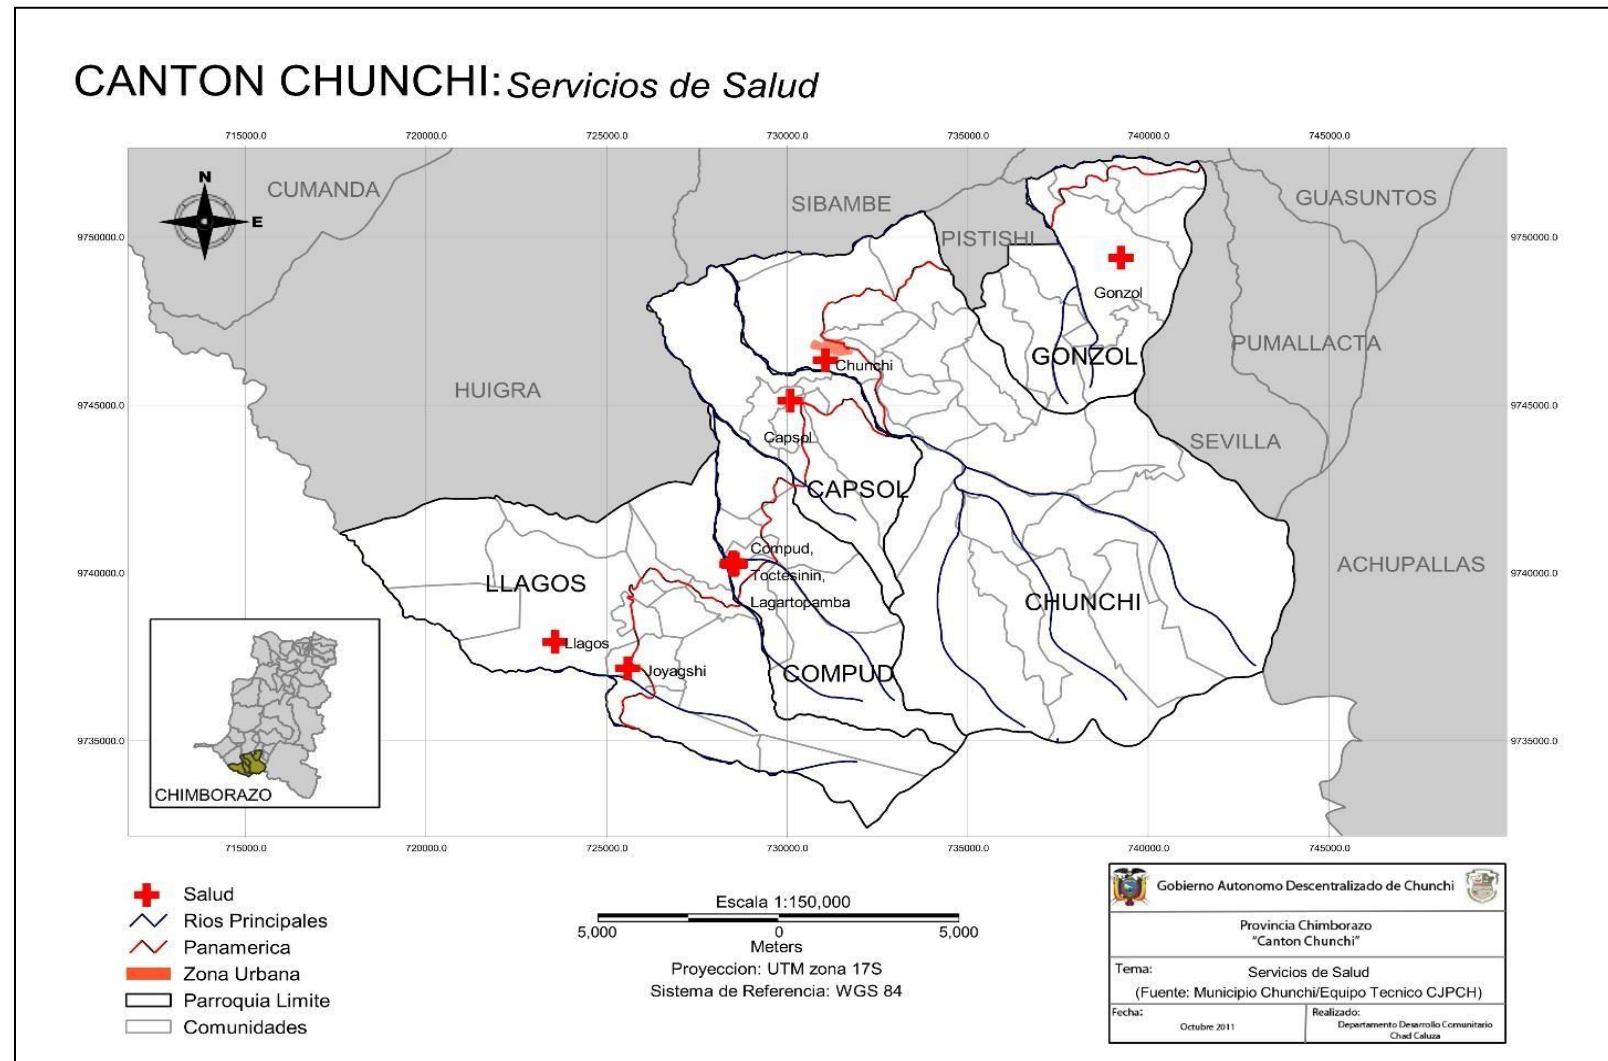 CANTON CHUNCHI: Servicios de Salud
715000.0 720000.0 725000.0 730000.0 735000.0 740000.0 745000.0
N
E
CUMANDA
SIBAMBE
GUASUNTOS
PISTISHI
9750000.0 9750000.0
Gonzol
PUMALLACTA
GONZOL
Chunchi
HUIGRA
9745000.0 9745000.0
Capsol
SEVILLA
CAPSOL
Compud,
Toctesinin,
Lagartopamba
ACHUPALLAS
9740000.0 9740000.0
LLAGOS
CHUNCHI
Llagos
Joyagshi
COMPUD
9735000.0 9735000.0
CHIMBORAZO
715000.0 720000.0 725000.0 730000.0 735000.0 740000.0 745000.0
Salud
Rios Principales
Panamerica
Zona Urbana
Parroquia Limite
Comunidades
Escala 1:150,000
5,000 0 5,000
Meters
Proyeccion: UTM zona 17S
Sistema de Referencia: WGS 84
Gobierno Autonomo Descentralizado de Chunchi
Provincia Chimborazo
"Canton Chunchi"
Tema: Servicios de Salud
(Fuente: Municipio Chunchi/Equipo Tecnico CJPCH)
Fecha:
Octubre 2011
Realizado:
Departamento Desarrollo Comunitario
Chad Caluza